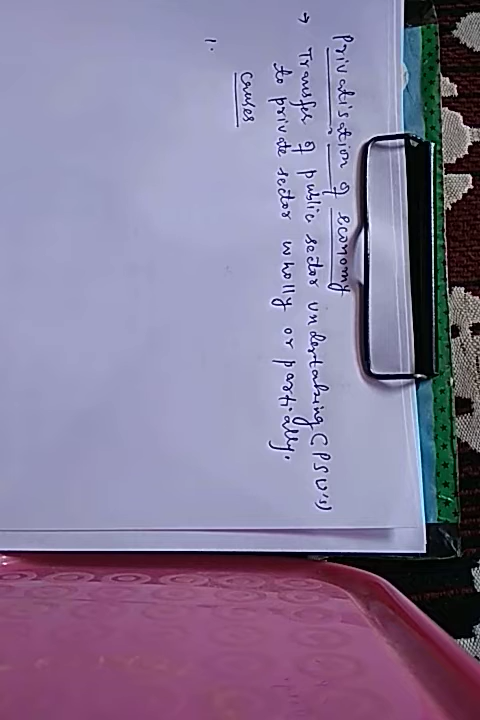 Privatisation of economy
→ Transfer of public sector undertaking (PSU's)
to private sector wholly or partially.
Causes
1.